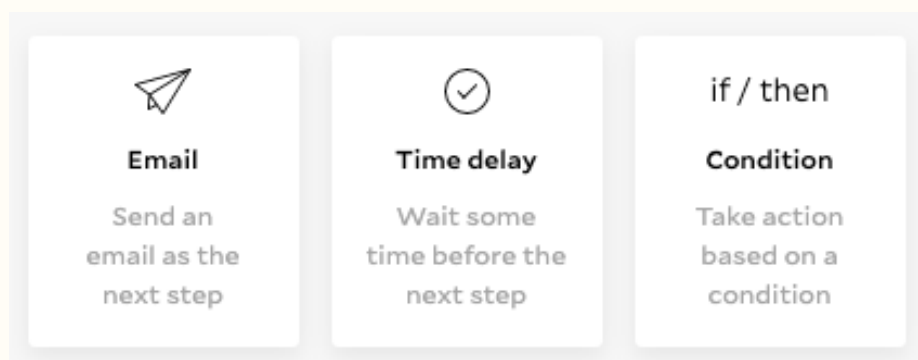 Email
Send an
email as the
next step
Time delay
Wait some
time before the
next step
if / then
Condition
Take action
based on a
condition